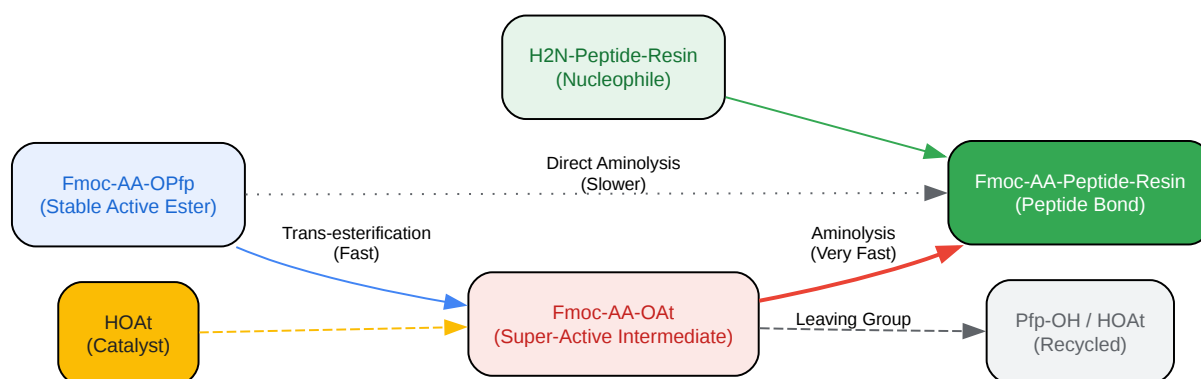 H2N-Peptide-Resin
(Nucleophile)
Fmoc-AA-OPfp
(Stable Active Ester)
Direct Aminolysis
(Slower)
Fmoc-AA-Peptide-Resin
(Peptide Bond)
Trans-esterification
(Fast)
Aminolysis
(Very Fast)
HOAt
(Catalyst)
Fmoc-AA-OAt
(Super-Active Intermediate)
Leaving Group
Pfp-OH / HOAt
(Recycled)